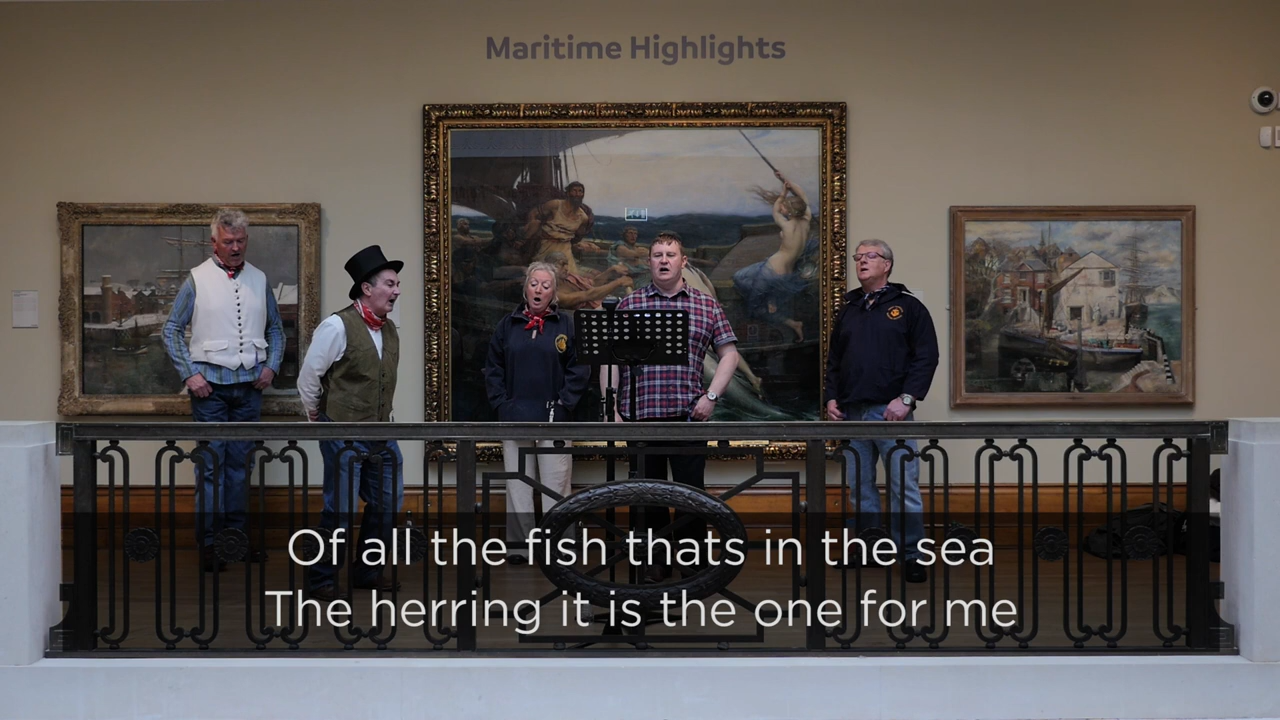 Maritime Highlights
Of all the fish thats in the sea
The herring it is the one for me